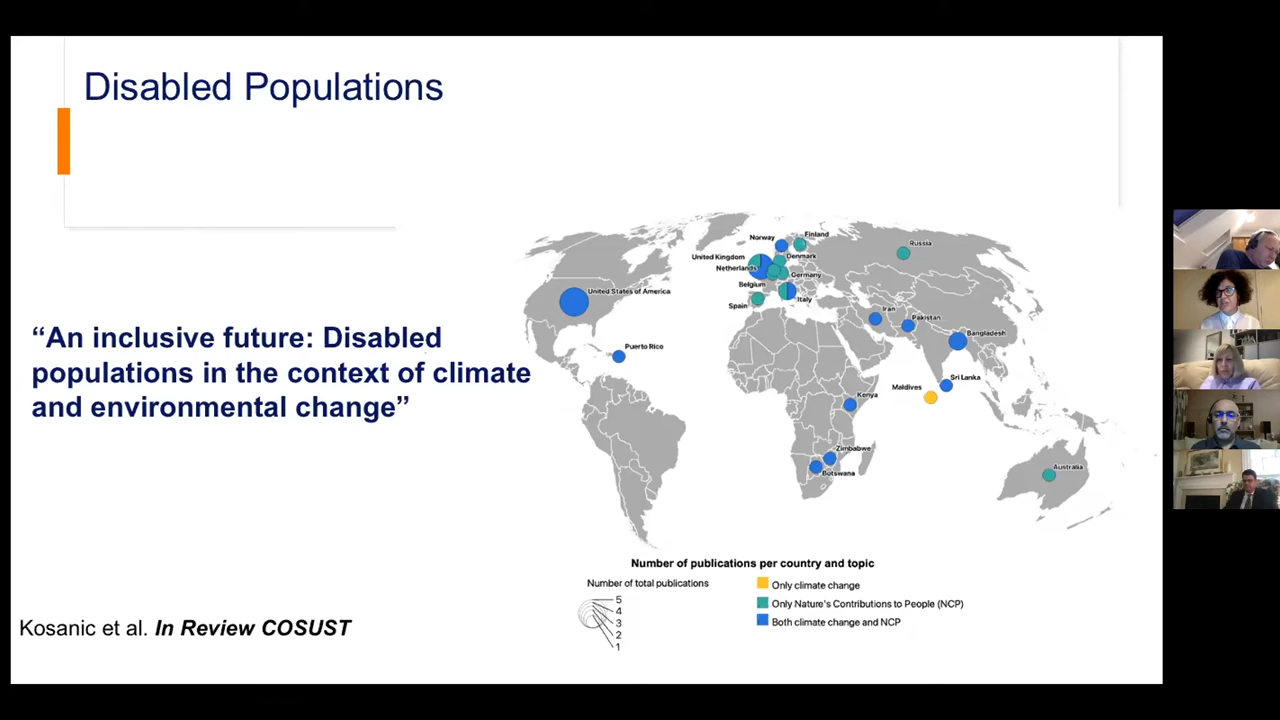 Disabled Populations
“An inclusive future: Disabled
populations in the context of climate
and environmental change”
Kosanic et al. In Review COSUST
Norway
Finland
Russia
United Kingdom
Denmark
Netherlands
Germany
Belgium
Spain
Italy
United States of America
Puerto Rico
Iran
Pakistan
Bangladesh
Sri Lanka
Maldives
Kenya
Zimbabwe
Botswana
Australia
Number of publications per country and topic
Number of total publications
5
4
3
2
1
Only climate change
Only Nature's Contributions to People (NCP)
Both climate change and NCP